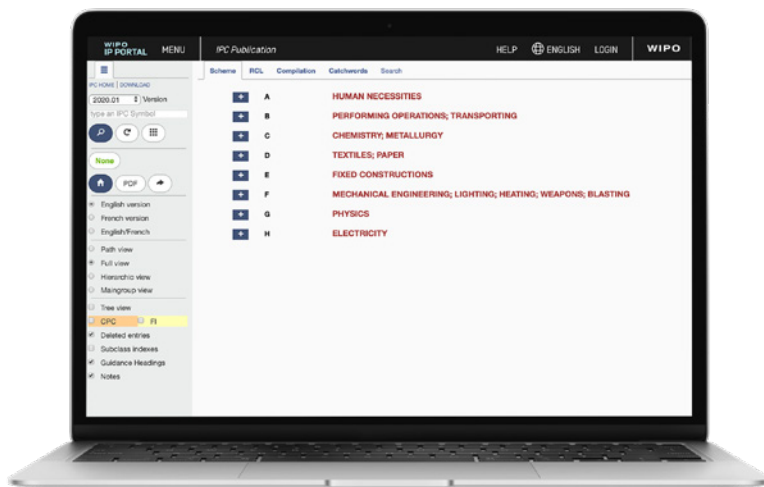 WIPO
IP PORTAL MENU IPC Publication HELP ENGLISH LOGIN WIPO
Scheme RCL Compilation Catchwords Search
IPC HOME | DOWNLOAD
2020.01 Version
type an IPC Symbol
None
PDF
English version
French version
English/French
Path view
Full view
Hierarchic view
Maingroup view
Tree view
CPC FI
Deleted entries
Subclass indexes
Guidance Headings
Notes
+ A HUMAN NECESSITIES
+ B PERFORMING OPERATIONS; TRANSPORTING
+ C CHEMISTRY; METALLURGY
+ D TEXTILES; PAPER
+ E FIXED CONSTRUCTIONS
+ F MECHANICAL ENGINEERING; LIGHTING; HEATING; WEAPONS; BLASTING
+ G PHYSICS
+ H ELECTRICITY